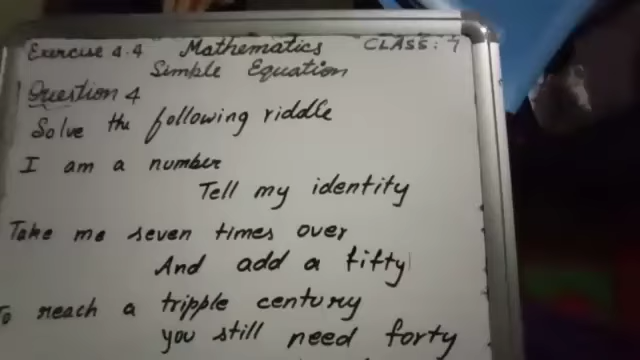 Exercise 4.4 Mathematics CLASS: 7
Simple Equation
Question 4
Solve the following riddle
I am a number
Tell my identity
Take me seven times over
And add a fifty
To reach a tripple century
you still need forty